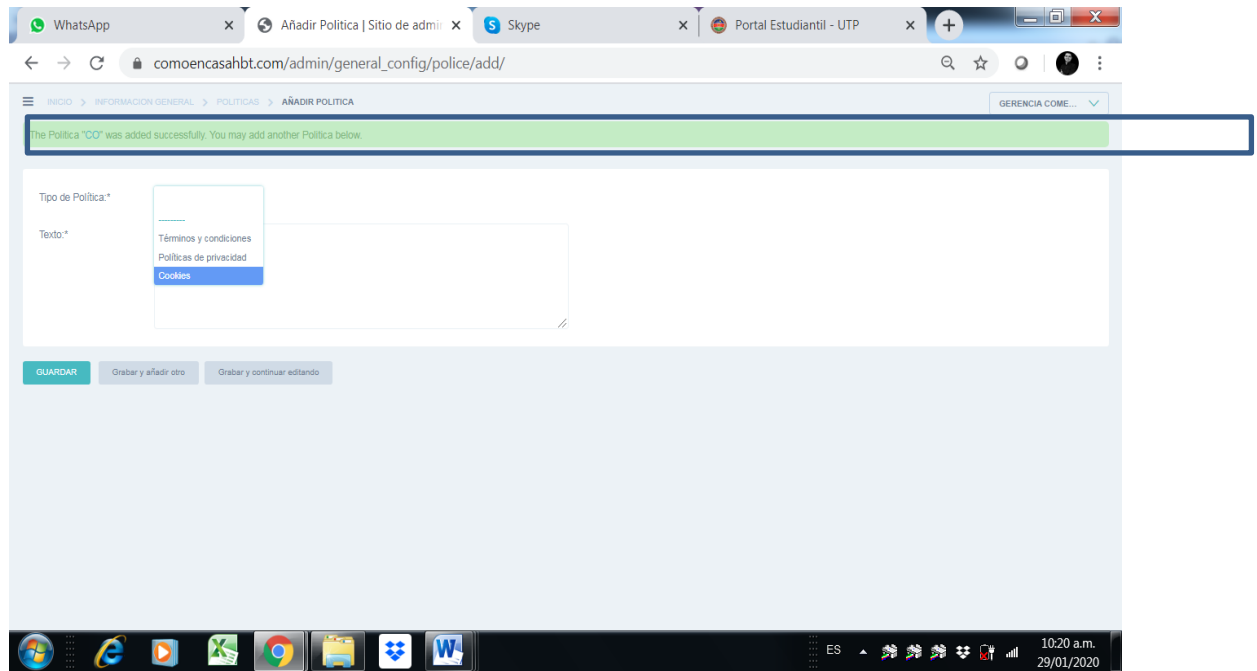 WhatsApp
Añadir Politica | Sitio de admin
Skype
Portal Estudiantil - UTP
comoencasahbt.com/admin/general_config/police/add/
INICIO > INFORMACION GENERAL > POLITICAS > AÑADIR POLITICA
GERENCIA COME...
The Politica "CO" was added successfully. You may add another Politica below.
Tipo de Política:*
---------
Texto:*
Términos y condiciones
Políticas de privacidad
Cookies
GUARDAR
Grabar y añadir otro
Grabar y continuar editando
ES
10:20 a.m.
29/01/2020